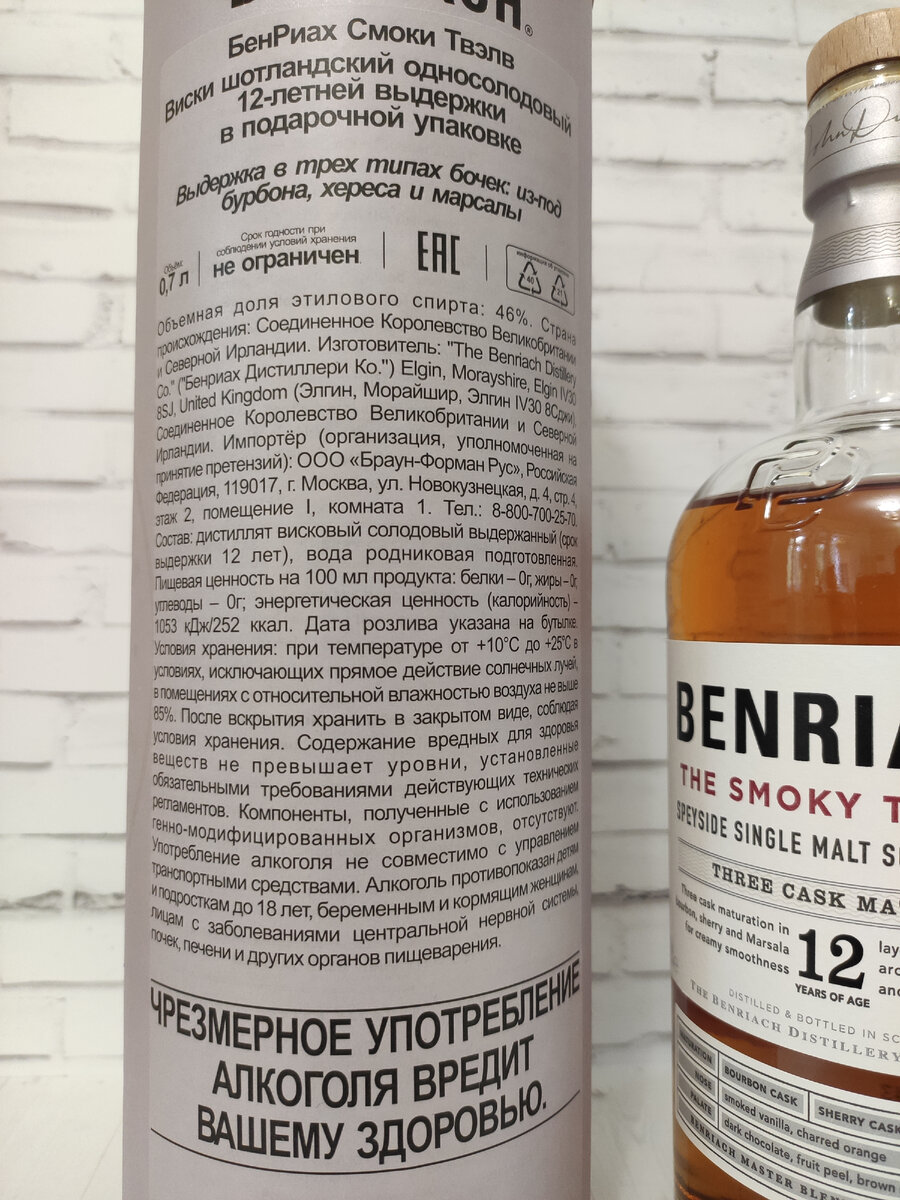 БенРиах Смоки Твэлв
Виски шотландский односолодовый
12-летней выдержки
в подарочной упаковке
Выдержка в трех типах бочек: из-под
бурбона, хереса и марсалы
Объём:
0,7 л
Срок годности при
соблюдении условий хранения
не ограничен
EAC
Объемная доля этилового спирта: 46%. Страна
происхождения: Соединенное Королевство Великобритании
и Северной Ирландии. Изготовитель: "The Benriach Distillery
Co." ("Бенриах Дистиллери Ко.") Elgin, Morayshire, Elgin IV30
8SJ, United Kingdom (Элгин, Морайшир, Элгин IV30 8СДжи),
Соединенное Королевство Великобритании и Северной
Ирландии. Импортёр (организация, уполномоченная на
принятие претензий): ООО «Браун-Форман Рус», Российская
Федерация, 119017, г. Москва, ул. Новокузнецкая, д. 4, стр. 4,
этаж 2, помещение I, комната 1. Тел.: 8-800-700-25-70.
Состав: дистиллят висковый солодовый выдержанный (срок
выдержки 12 лет), вода родниковая подготовленная.
Пищевая ценность на 100 мл продукта: белки – 0г, жиры – 0г,
углеводы – 0г; энергетическая ценность (калорийность) -
1053 кДж/252 ккал. Дата розлива указана на бутылке.
Условия хранения: при температуре от +10°С до +25°С в
условиях, исключающих прямое действие солнечных лучей,
в помещениях с относительной влажностью воздуха не выше
85%. После вскрытия хранить в закрытом виде, соблюдая
условия хранения. Содержание вредных для здоровья
веществ не превышает уровни, установленные
обязательными требованиями действующих технических
регламентов. Компоненты, полученные с использованием
генно-модифицированных организмов, отсутствуют.
Употребление алкоголя не совместимо с управлением
транспортными средствами. Алкоголь противопоказан детям
и подросткам до 18 лет, беременным и кормящим женщинам,
лицам с заболеваниями центральной нервной системы,
почек, печени и других органов пищеварения.
ЧРЕЗМЕРНОЕ УПОТРЕБЛЕНИЕ
АЛКОГОЛЯ ВРЕДИТ
ВАШЕМУ ЗДОРОВЬЮ.
BENRIA
THE SMOKY T
SPEYSIDE SINGLE MALT S
THREE CASK MA
Three cask maturation in
bourbon, sherry and Marsala
for creamy smoothness
12
YEARS OF AGE
lay
aro
and
DISTILLED & BOTTLED IN SC
THE BENRIACH DISTILLERY
MATURATION
BOURBON CASK
SHERRY CASK
NOSE
smoked vanilla, charred orange
PALATE
dark chocolate, fruit peel, brown
BENRIACH MASTER BLEN